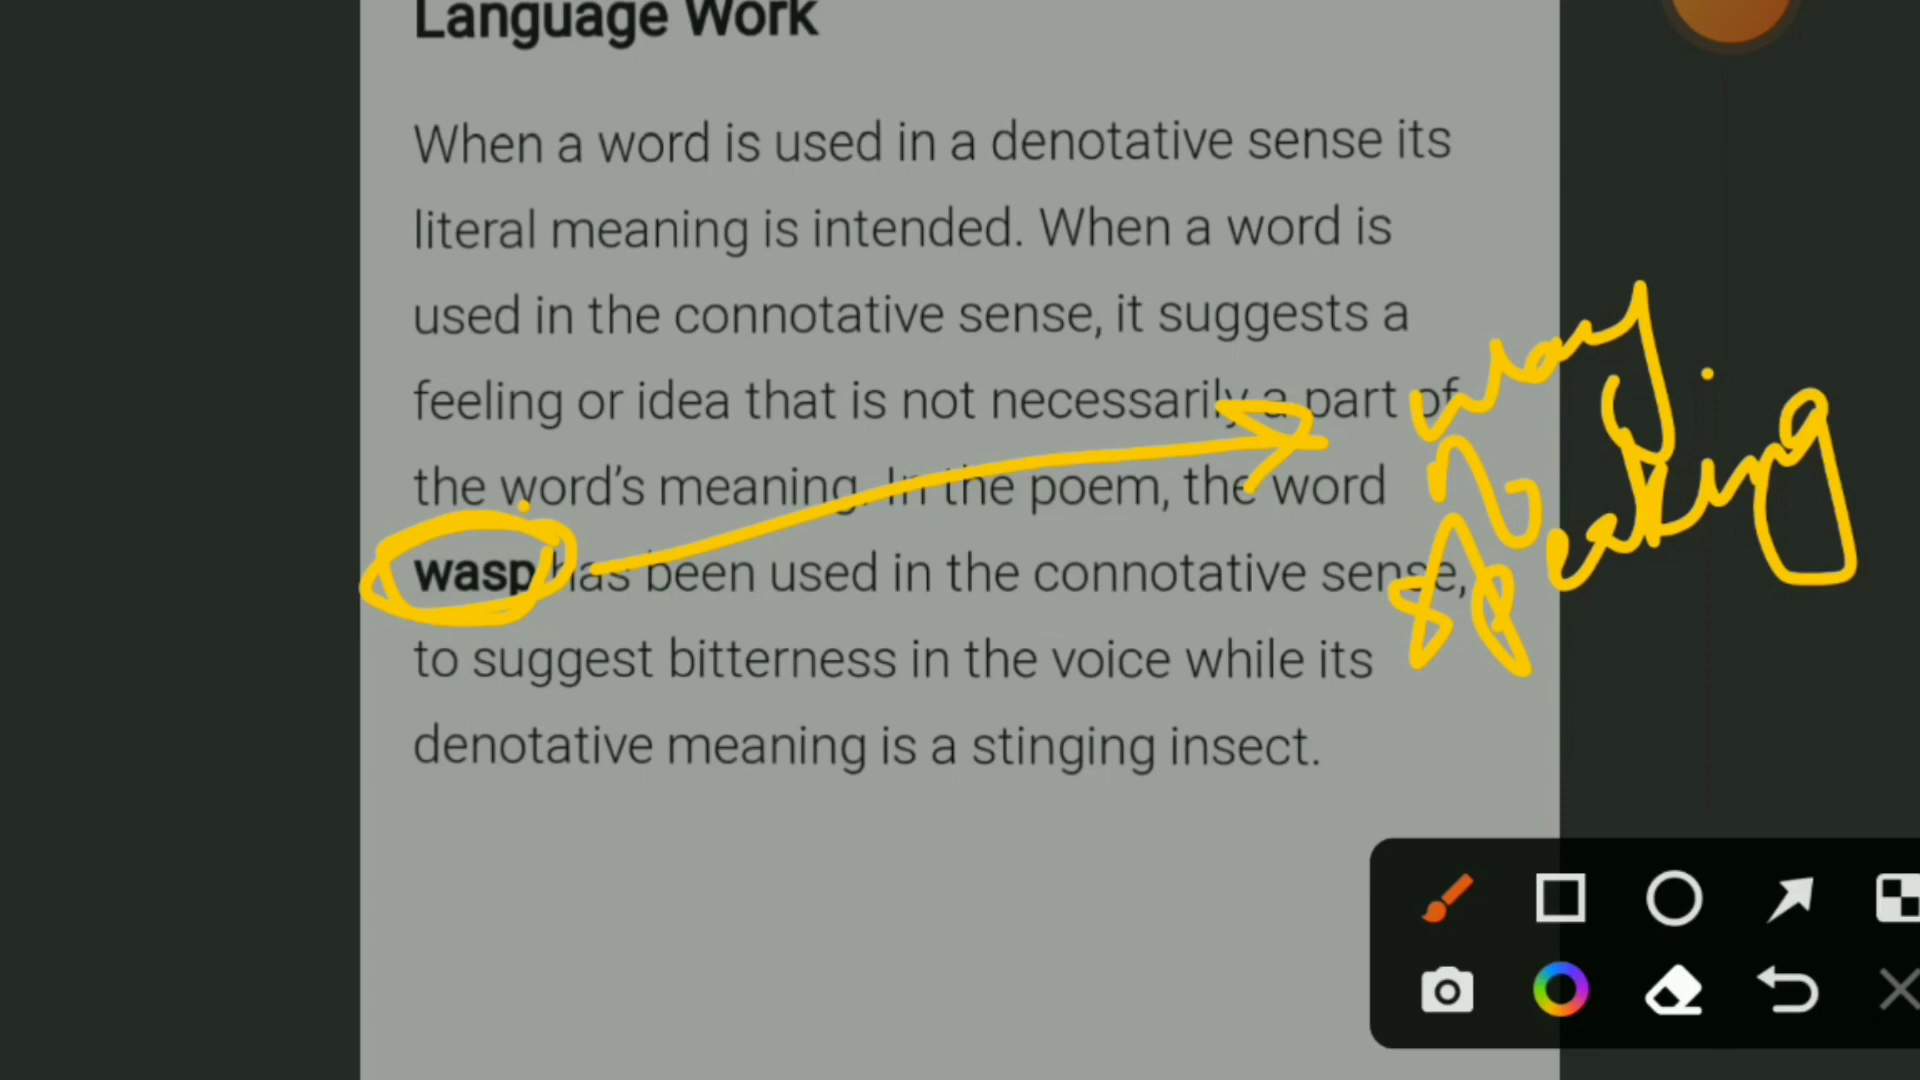 Language Work
When a word is used in a denotative sense its
literal meaning is intended. When a word is
used in the connotative sense, it suggests a
feeling or idea that is not necessarily a part of
the word's meaning. In the poem, the word
wasp has been used in the connotative sense,
to suggest bitterness in the voice while its
denotative meaning is a stinging insect.
way
of
speaking